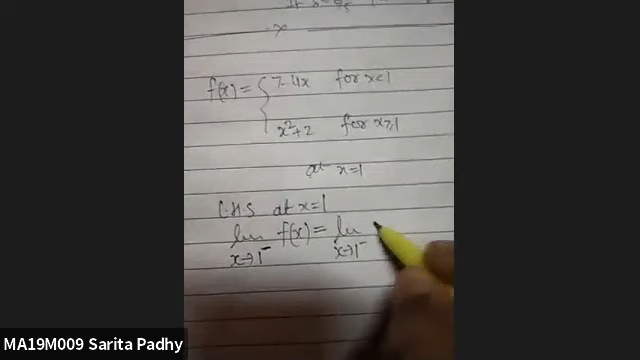 f(x) = { 7-4x for x<1
x²+2 for x≥1
at x=1
LHS at x=1
lim x→1⁻ f(x) = lim x→1⁻
MA19M009 Sarita Padhy